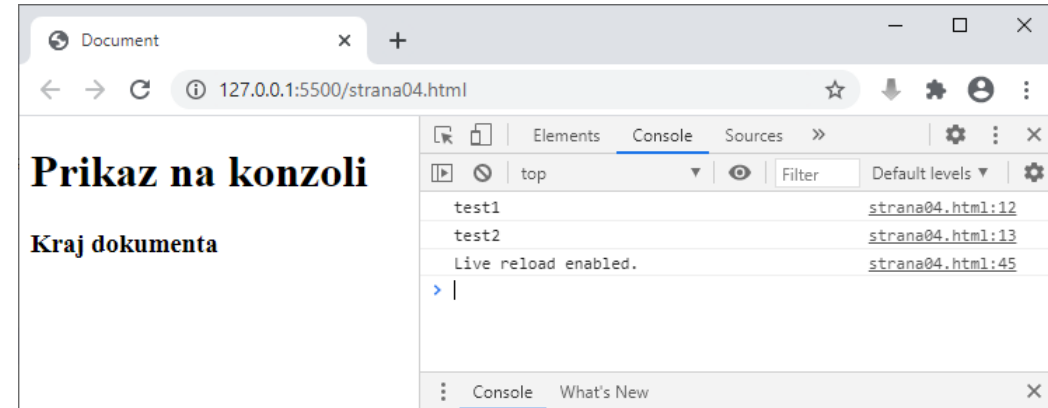 Document
127.0.0.1:5500/strana04.html
Elements Console Sources
top Filter Default levels
Prikaz na konzoli
Kraj dokumenta
test1 strana04.html:12
test2 strana04.html:13
Live reload enabled. strana04.html:45
Console What's New